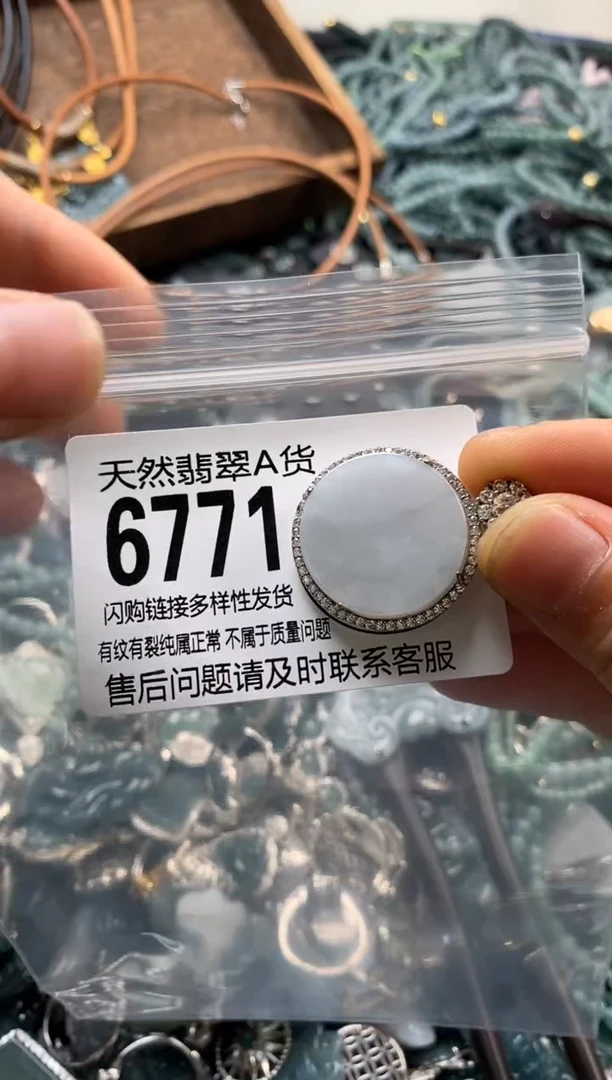 天然翡翠A货
6771
闪购链接多样性发货
有纹有裂纯属正常 不属于质量问题
售后问题请及时联系客服